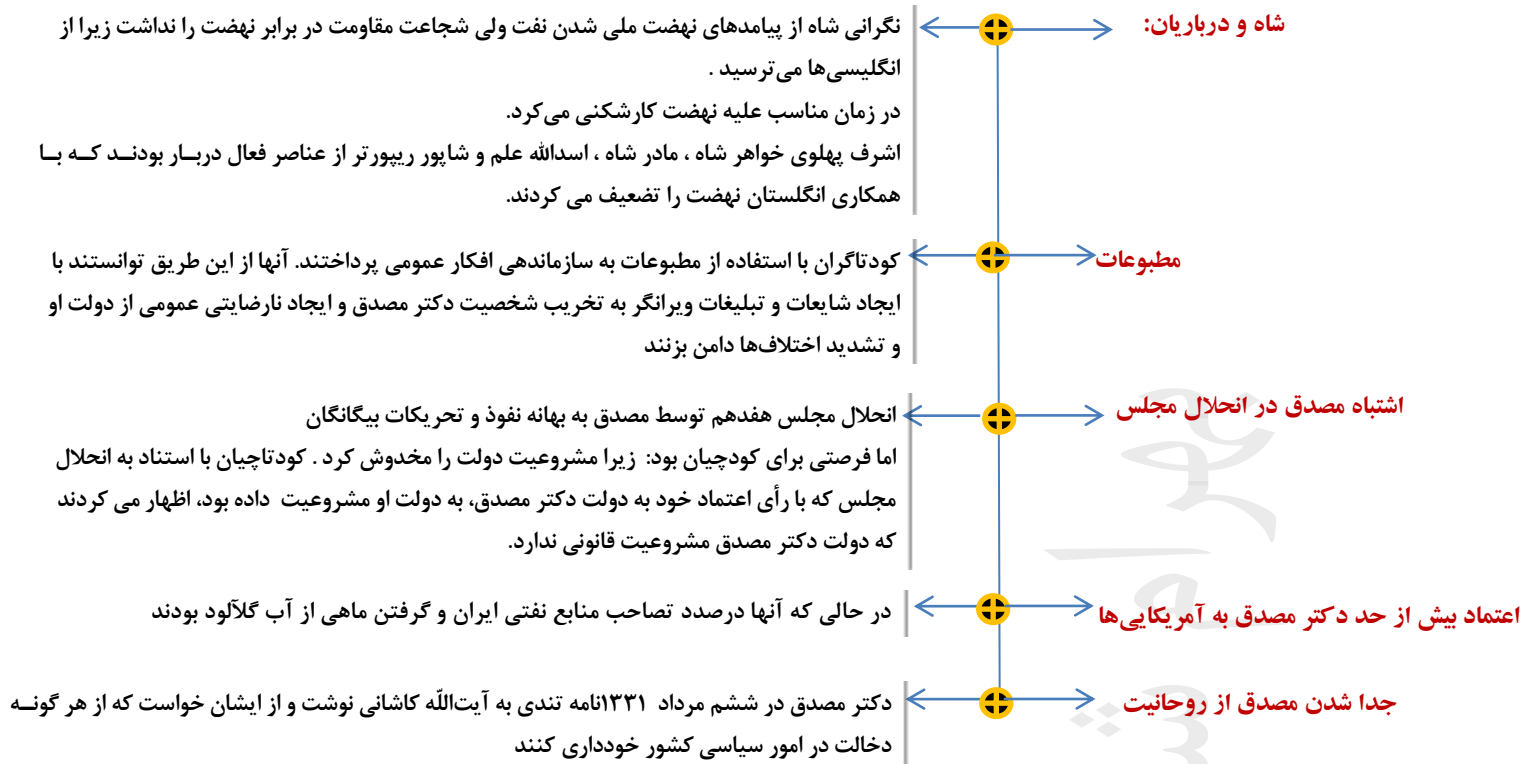 شاه و درباریان:
نگرانی شاه از پیامدهای نهضت ملی شدن نفت ولی شجاعت مقاومت در برابر نهضت را نداشت زیرا از
انگلیسی‌ها می‌ترسید .
در زمان مناسب علیه نهضت کارشکنی می‌کرد.
اشرف پهلوی خواهر شاه ، مادر شاه ، اسدالله علم و شاپور ریپورتر از عناصر فعال دربار بودند که با
همکاری انگلستان نهضت را تضعیف می کردند.
مطبوعات
کودتاگران با استفاده از مطبوعات به سازماندهی افکار عمومی پرداختند. آنها از این طریق توانستند با
ایجاد شایعات و تبلیغات ویرانگر به تخریب شخصیت دکتر مصدق و ایجاد نارضایتی عمومی از دولت او
و تشدید اختلاف‌ها دامن بزنند
اشتباه مصدق در انحلال مجلس
انحلال مجلس هفدهم توسط مصدق به بهانه نفوذ و تحریکات بیگانگان
اما فرصتی برای کودچیان بود: زیرا مشروعیت دولت را مخدوش کرد . کودتاچیان با استناد به انحلال
مجلس که با رأی اعتماد خود به دولت دکتر مصدق، به دولت او مشروعیت داده بود، اظهار می کردند
که دولت دکتر مصدق مشروعیت قانونی ندارد.
اعتماد بیش از حد دکتر مصدق به آمریکایی‌ها
در حالی که آنها درصدد تصاحب منابع نفتی ایران و گرفتن ماهی از آب گلآلود بودند
جدا شدن مصدق از روحانیت
دکتر مصدق در ششم مرداد ۱۳۳۱نامه تندی به آیت‌اللّه کاشانی نوشت و از ایشان خواست که از هر گونه
دخالت در امور سیاسی کشور خودداری کنند